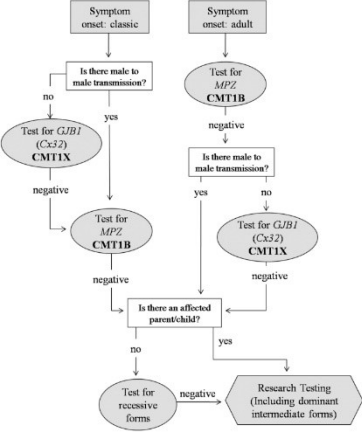 Symptom
onset: classic
Symptom
onset: adult
Is there male to
male transmission?
Test for
MPZ
CMT1B
no
yes
Test for GJB1
(Cx32)
CMT1X
negative
Is there male to
male transmission?
negative
yes
no
Test for
MPZ
CMT1B
Test for GJB1
(Cx32)
CMT1X
negative
negative
Is there an affected
parent/child?
no
yes
Test for
recessive
forms
negative
Research Testing
(Including dominant
intermediate forms)